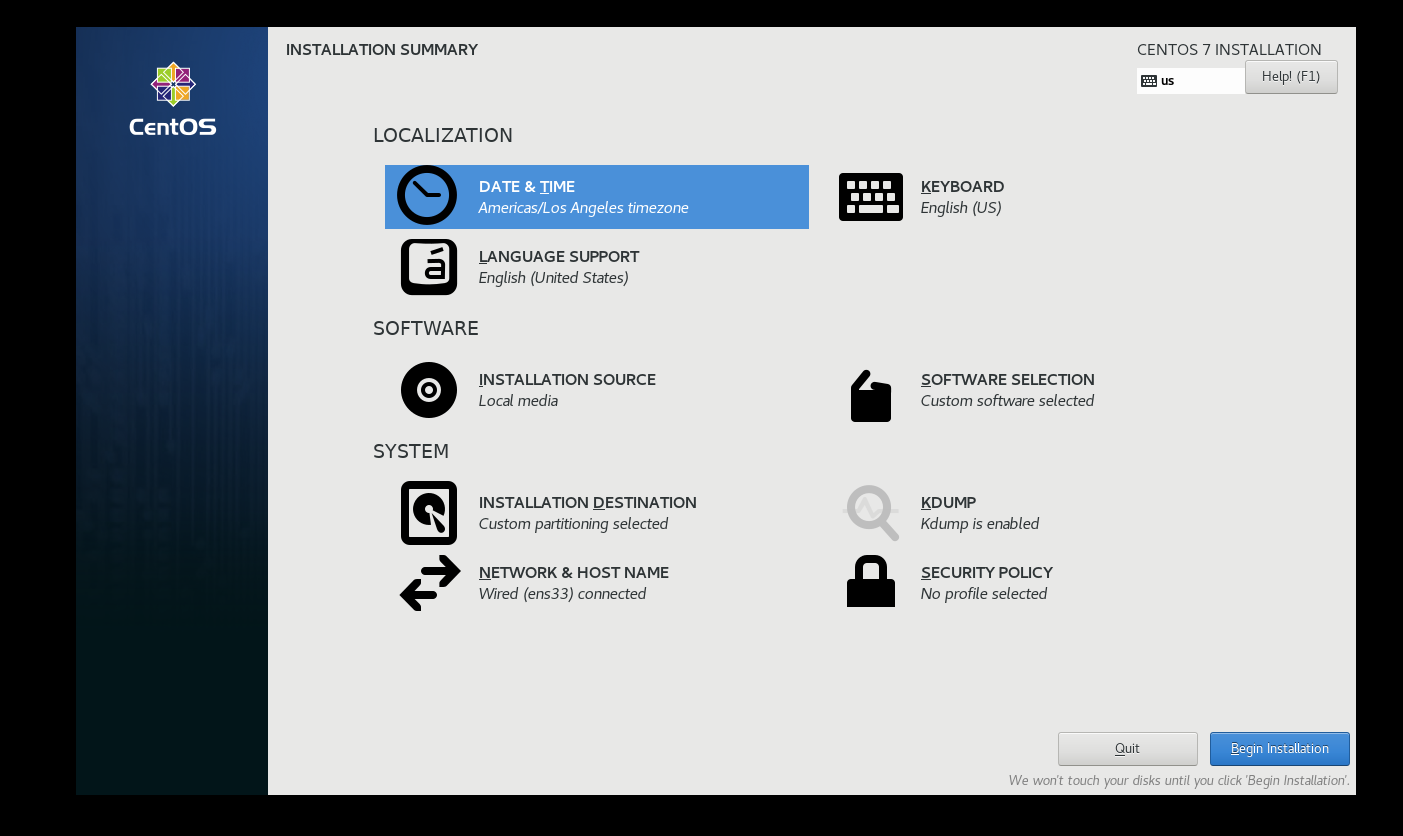 CentOS
INSTALLATION SUMMARY
CENTOS 7 INSTALLATION
us
Help! (F1)
LOCALIZATION
DATE & TIME
Americas/Los Angeles timezone
KEYBOARD
English (US)
LANGUAGE SUPPORT
English (United States)
SOFTWARE
INSTALLATION SOURCE
Local media
SOFTWARE SELECTION
Custom software selected
SYSTEM
INSTALLATION DESTINATION
Custom partitioning selected
KDUMP
Kdump is enabled
NETWORK & HOST NAME
Wired (ens33) connected
SECURITY POLICY
No profile selected
Quit
Begin Installation
We won't touch your disks until you click 'Begin Installation'.